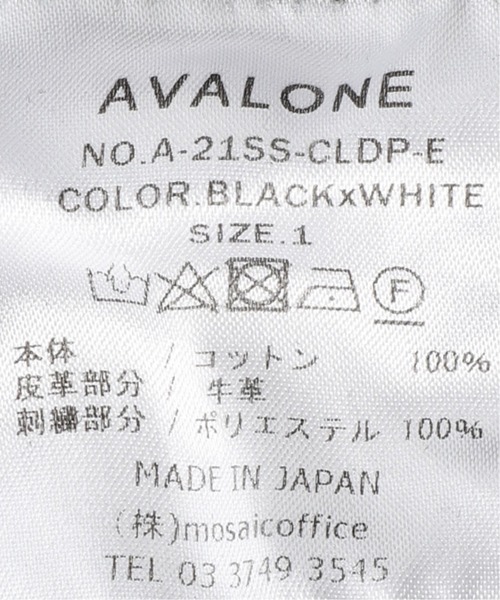 AVALONE
NO.A-21SS-CLDP-E
COLOR.BLACKxWHITE
SIZE.1
F
本体 / コットン 100%
皮革部分 / 牛革
刺繍部分 / ポリエステル 100%
MADE IN JAPAN
(株)mosaicoffice
TEL 03 3749 3545